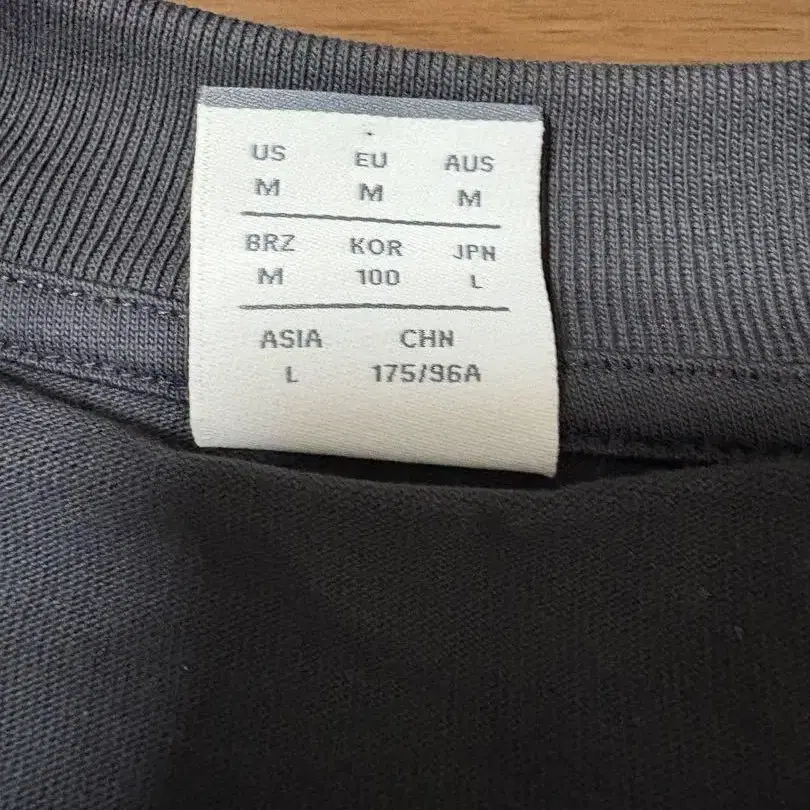 US EU AUS
M M M
BRZ KOR JPN
M 100 L
ASIA CHN
L 175/96A